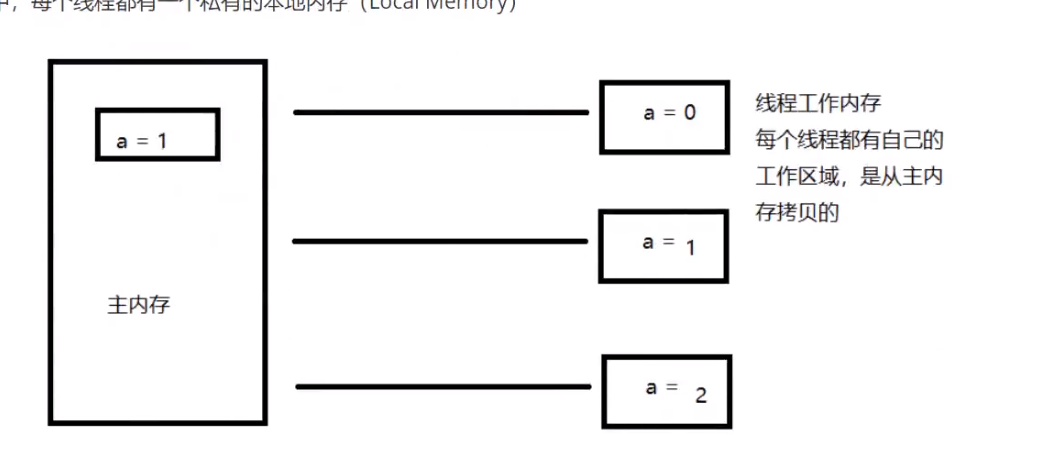 中，每个线程都有一个私有的本地内存（Local Memory）
a = 1
主内存
a = 0
a = 1
a = 2
线程工作内存
每个线程都有自己的
工作区域，是从主内
存拷贝的